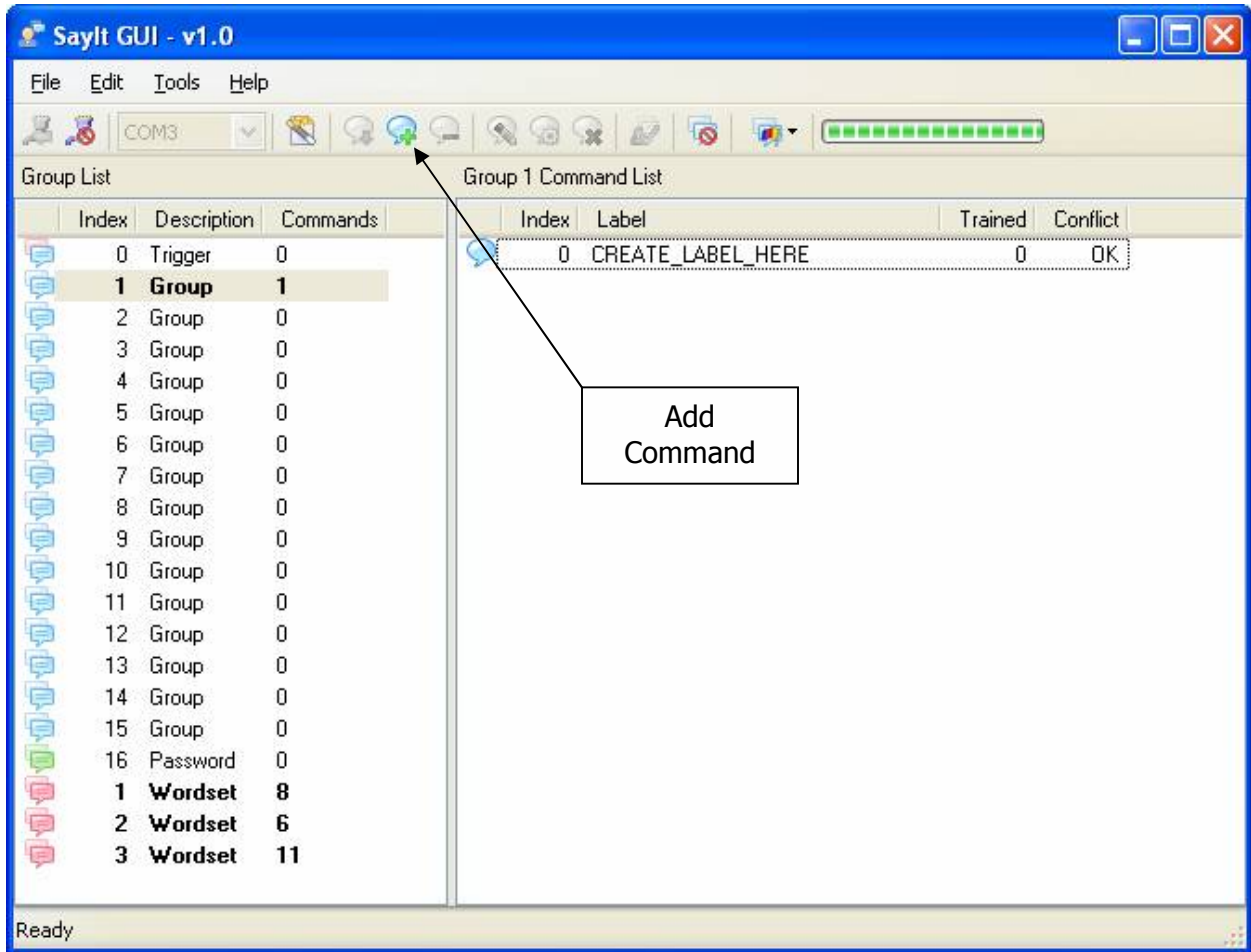 SayIt GUI - v1.0
File Edit Tools Help
COM3
Group List Group 1 Command List
Index Description Commands Index Label Trained Conflict
0 Trigger 0 0 CREATE_LABEL_HERE 0 OK
1 Group 1
2 Group 0
3 Group 0
4 Group 0
5 Group 0
6 Group 0
7 Group 0
8 Group 0
9 Group 0
10 Group 0
11 Group 0
12 Group 0
13 Group 0
14 Group 0
15 Group 0
16 Password 0
1 Wordset 8
2 Wordset 6
3 Wordset 11
Add
Command
Ready